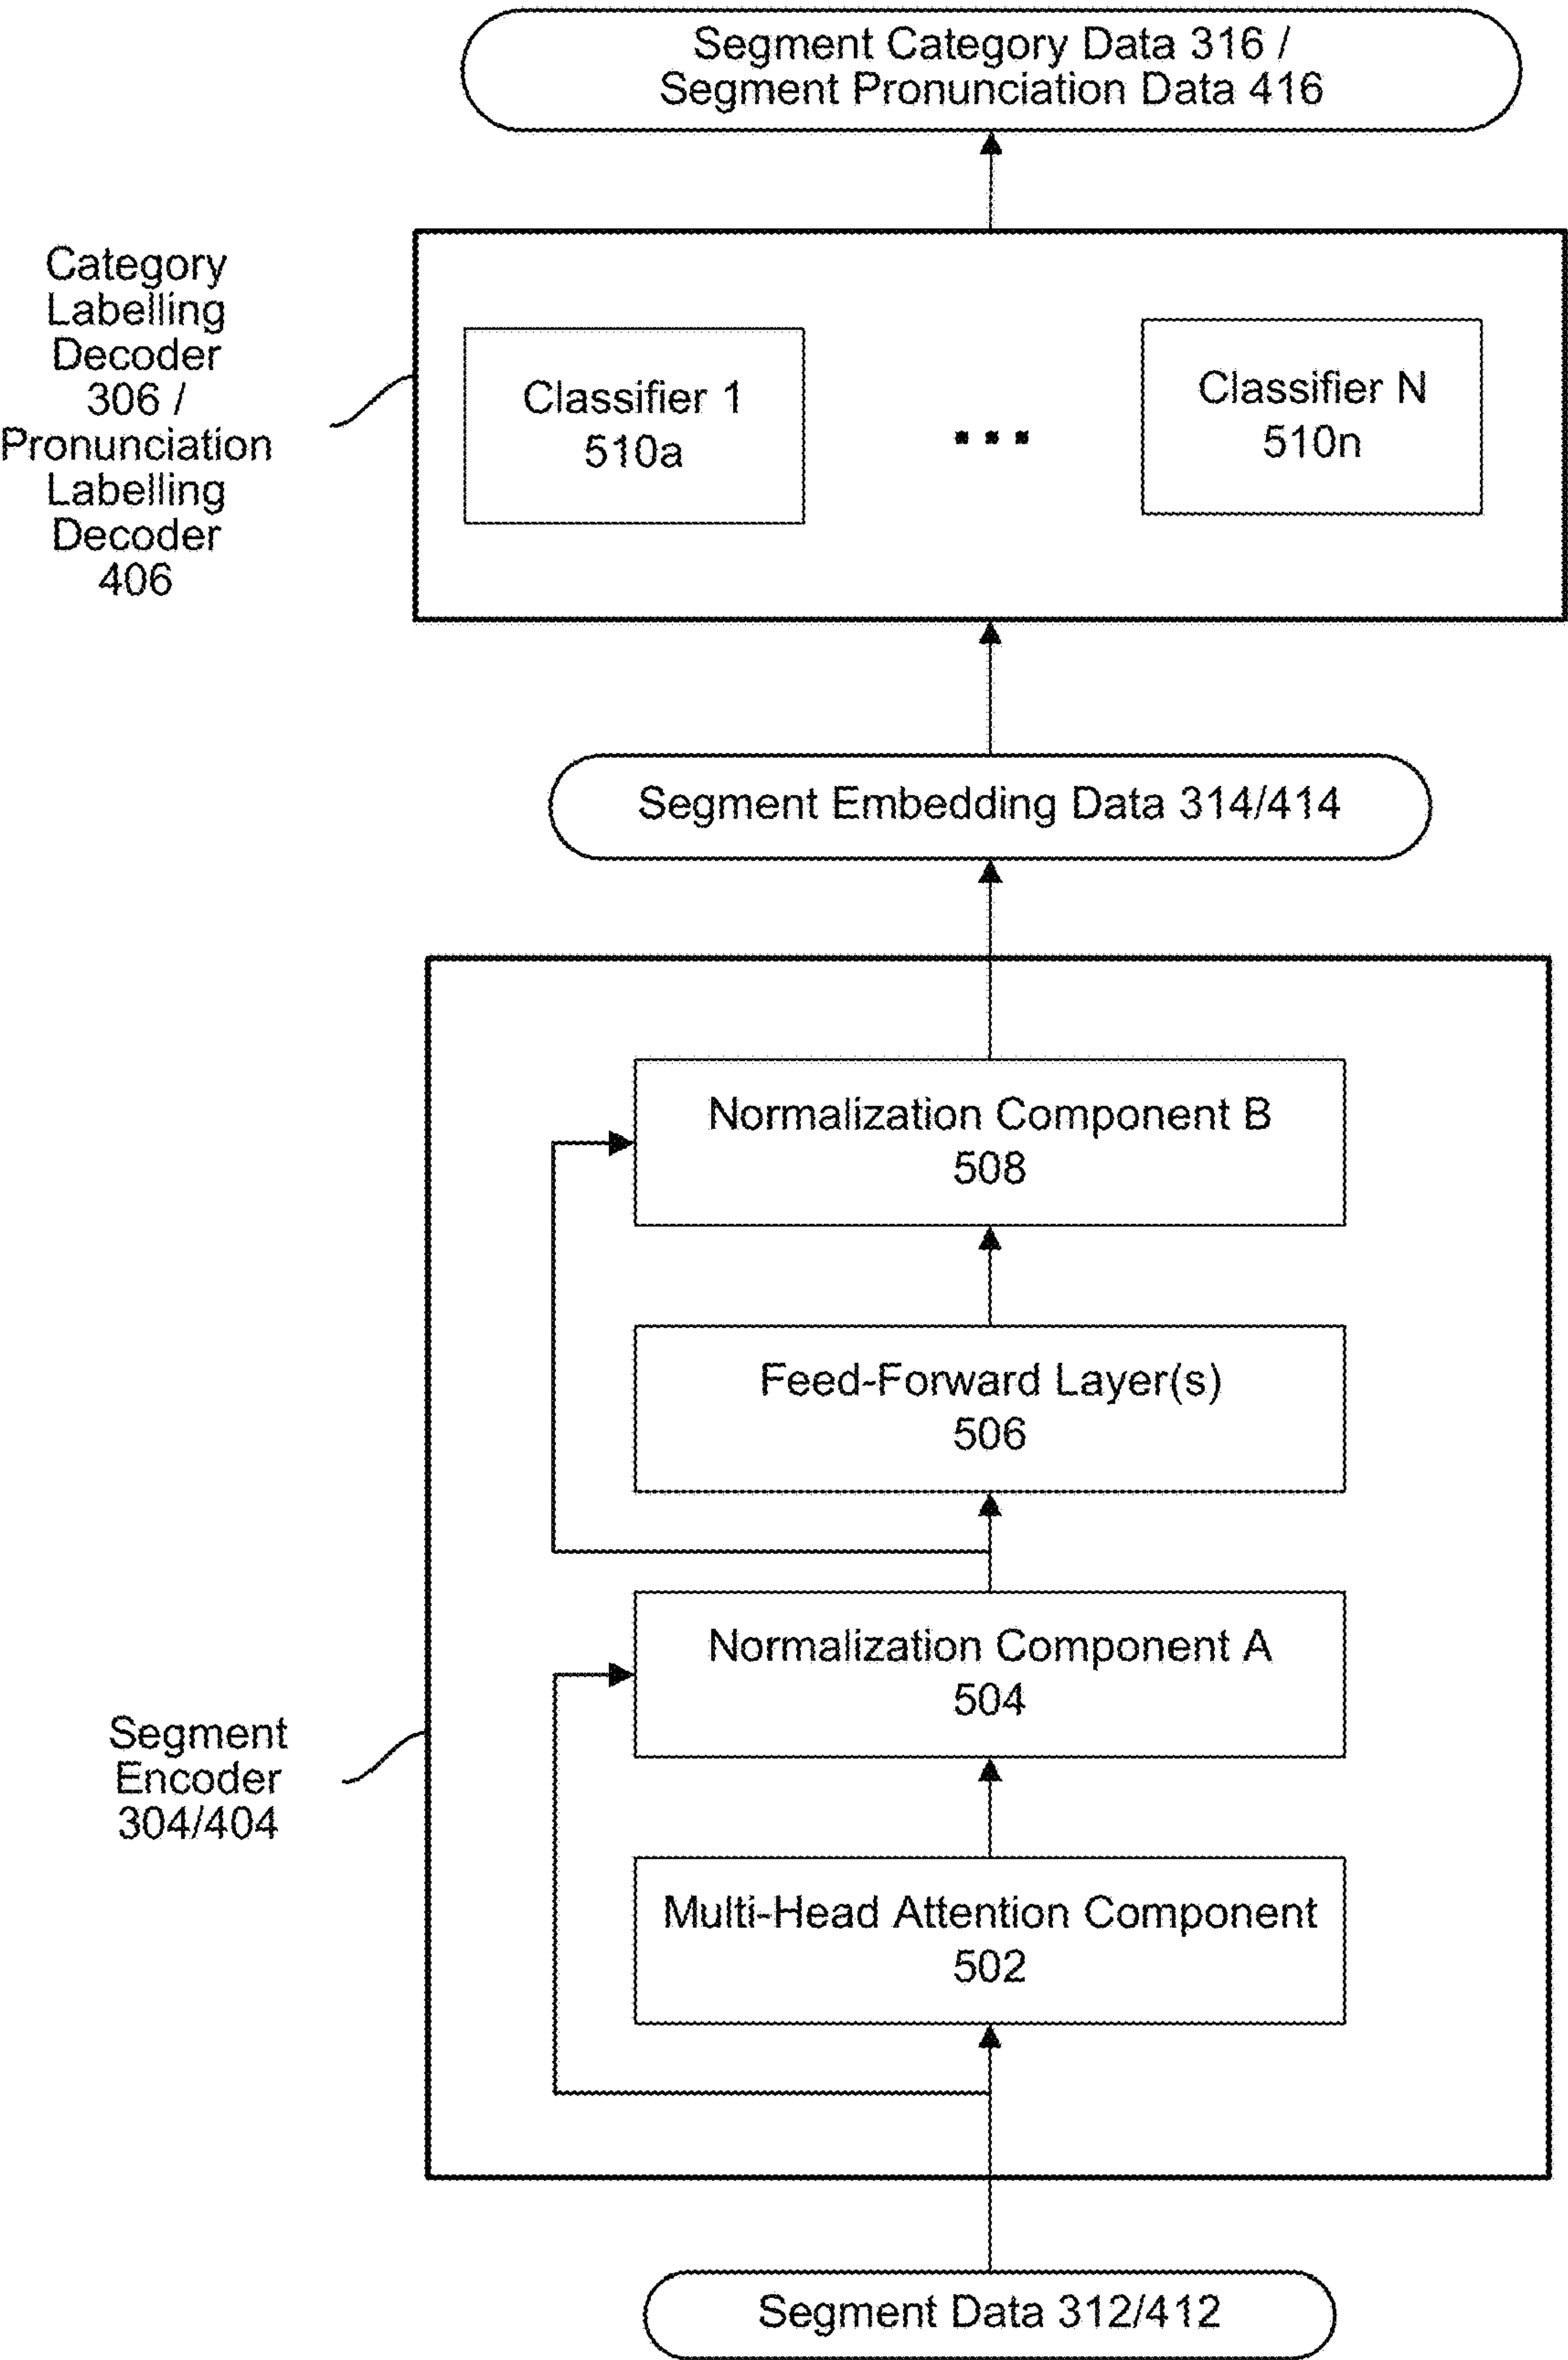 Segment Category Data 316 /
Segment Pronunciation Data 416
Category
Labelling
Decoder
306 /
Pronunciation
Labelling
Decoder
406
Classifier 1
510a
...
Classifier N
510n
Segment Embedding Data 314/414
Normalization Component B
508
Feed-Forward Layer(s)
506
Normalization Component A
504
Segment
Encoder
304/404
Multi-Head Attention Component
502
Segment Data 312/412